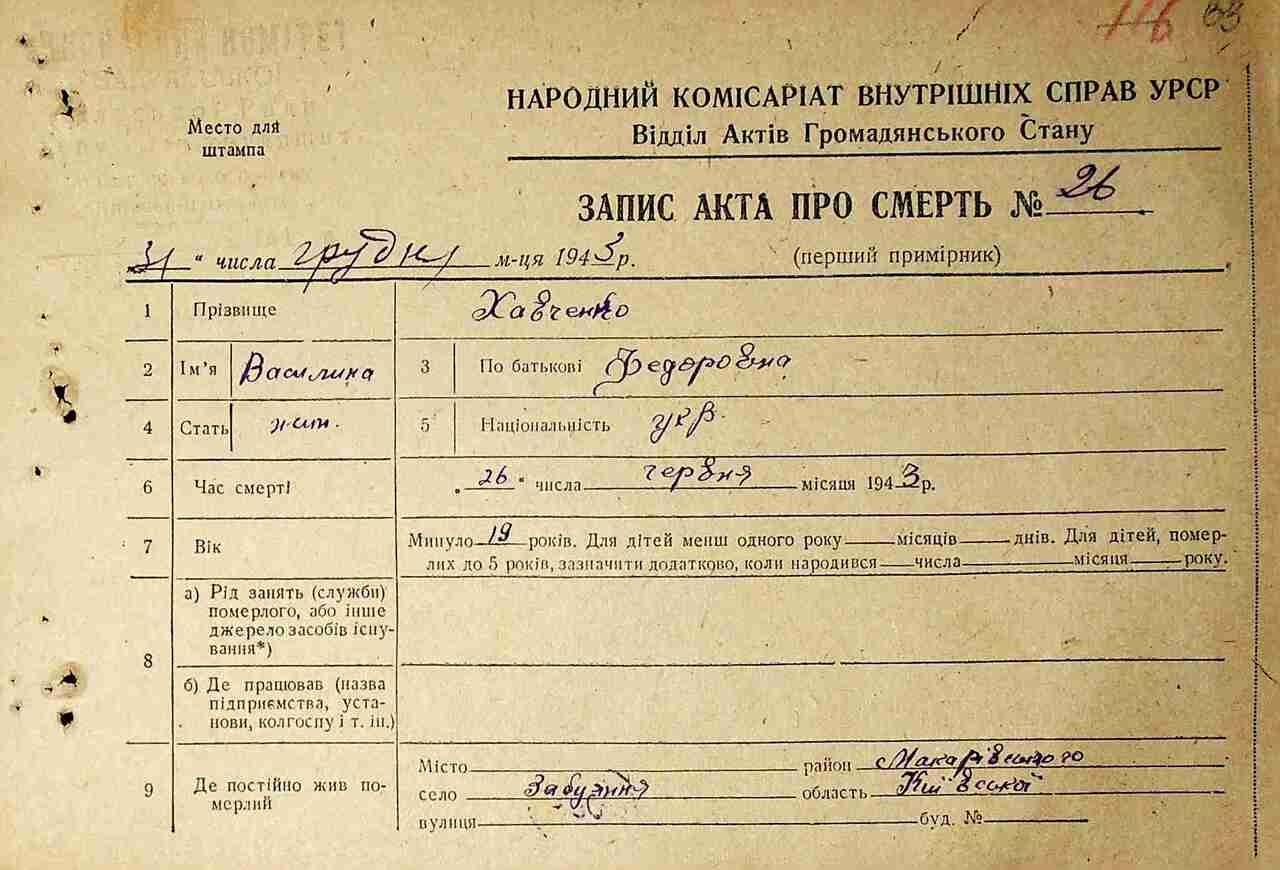 116 33
НАРОДНИЙ КОМІСАРІАТ ВНУТРІШНІХ СПРАВ УРСР
Відділ Актів Громадянського Стану
Место для
штампа
ЗАПИС АКТА ПРО СМЕРТЬ № 26
31 " числа грудня м-ця 1943 р.
(перший примірник)
1 Прізвище Хавченко
2 Ім'я Василина 3 По батькові Федоровна
4 Стать жін. 5 Національність укр.
6 Час смерті „26" числа червня місяця 1943 р.
7 Вік Минуло 19 років. Для дітей менш одного року місяців днів. Для дітей, помер-
лих до 5 років, зазначити додатково, коли народився числа місяця року.
8
а) Рід занять (служби)
померлого, або інше
джерело засобів існу-
вання*)
б) Де працював (назва
підприємства, уста-
нови, колгоспу і т. ін.)
9 Де постійно жив по-
мерлий
Місто район Макарівського
село Забуяння область Київської
вулиця буд. №